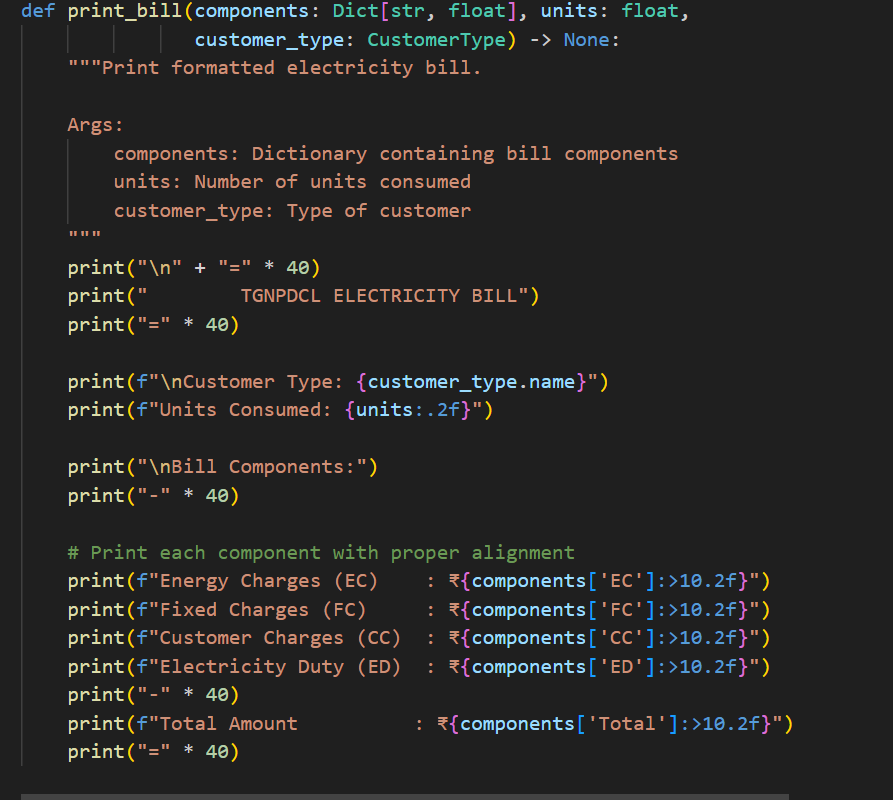 def print_bill(components: Dict[str, float], units: float,
               customer_type: CustomerType) -> None:
    """Print formatted electricity bill.

    Args:
        components: Dictionary containing bill components
        units: Number of units consumed
        customer_type: Type of customer
    """
    print("\n" + "=" * 40)
    print("        TGNPDCL ELECTRICITY BILL")
    print("=" * 40)

    print(f"\nCustomer Type: {customer_type.name}")
    print(f"Units Consumed: {units:.2f}")

    print("\nBill Components:")
    print("-" * 40)

    # Print each component with proper alignment
    print(f"Energy Charges (EC)    : ₹{components['EC']:>10.2f}")
    print(f"Fixed Charges (FC)     : ₹{components['FC']:>10.2f}")
    print(f"Customer Charges (CC)  : ₹{components['CC']:>10.2f}")
    print(f"Electricity Duty (ED)  : ₹{components['ED']:>10.2f}")
    print("-" * 40)
    print(f"Total Amount          : ₹{components['Total']:>10.2f}")
    print("=" * 40)